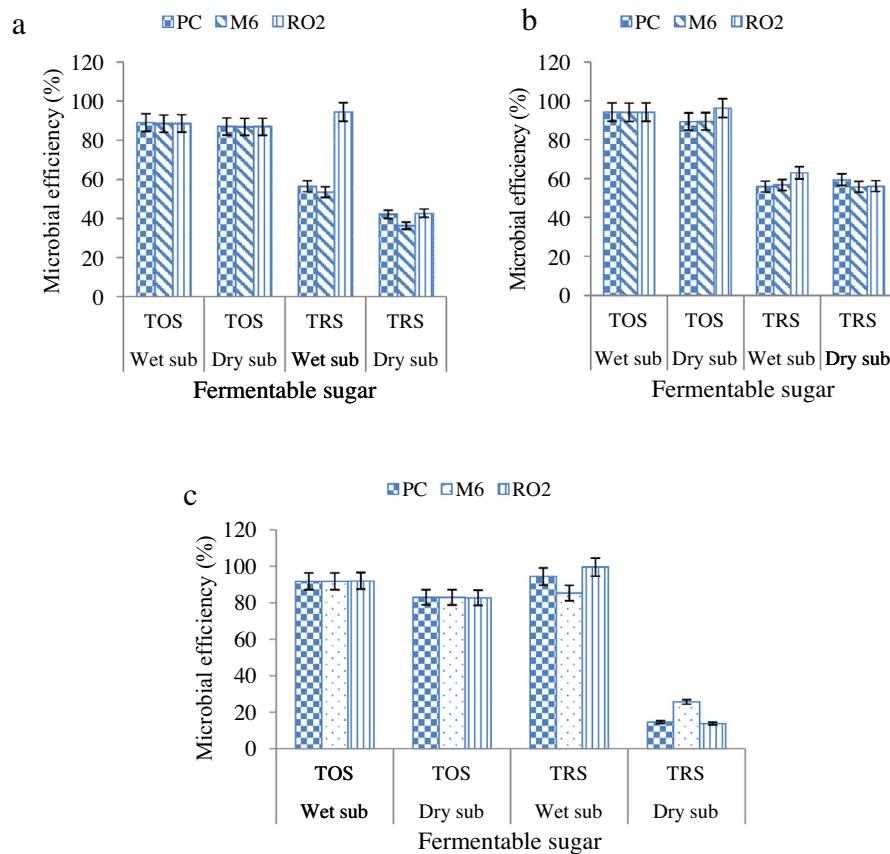 a
PC M6 RO2
Microbial efficiency (%)
120
100
80
60
40
20
0
TOS TOS TRS TRS
Wet sub Dry sub Wet sub Dry sub
Fermentable sugar
b
PC M6 RO2
Microbial efficiency (%)
120
100
80
60
40
20
0
TOS TOS TRS TRS
Wet sub Dry sub Wet sub Dry sub
Fermentable sugar
c
PC M6 RO2
Microbial efficiency (%)
120
100
80
60
40
20
0
TOS TOS TRS TRS
Wet sub Dry sub Wet sub Dry sub
Fermentable sugar